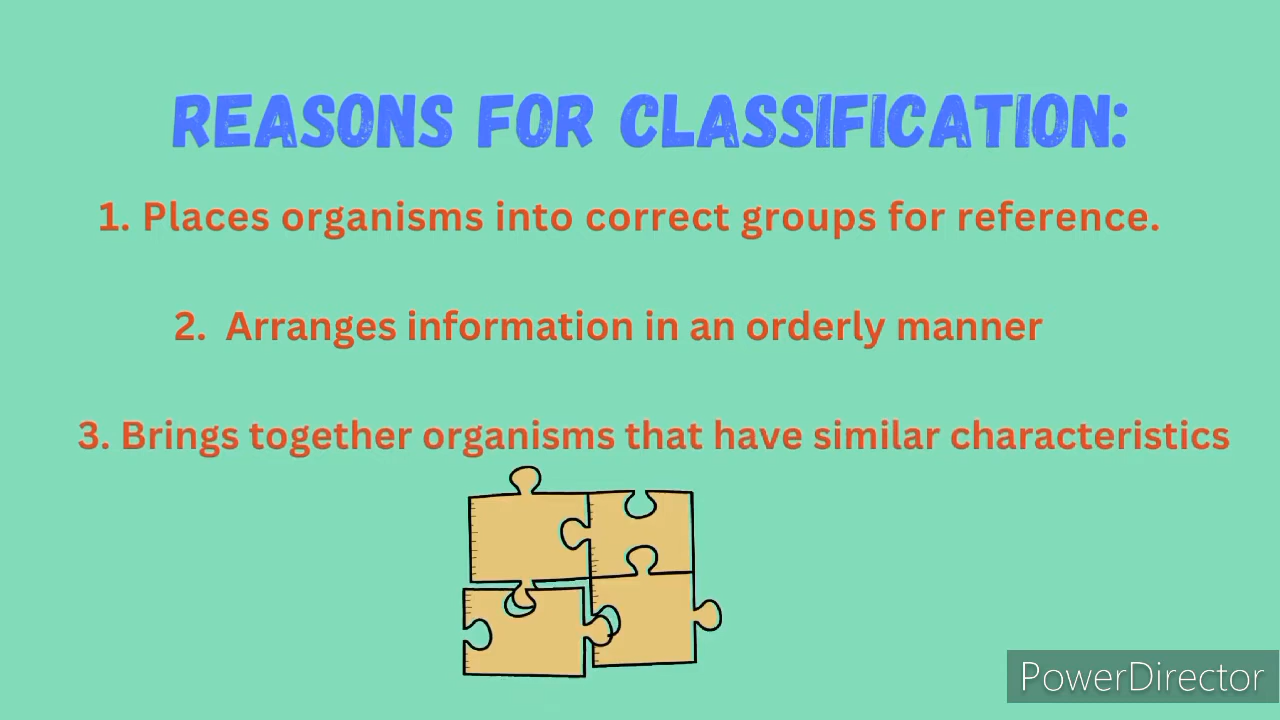 REASONS FOR CLASSIFICATION:
1. Places organisms into correct groups for reference.
2. Arranges information in an orderly manner
3. Brings together organisms that have similar characteristics
PowerDirector